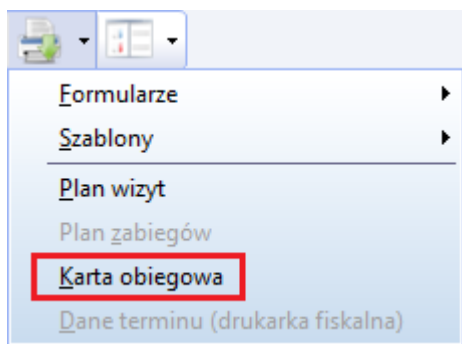 Formularze
Szablony
Plan wizyt
Plan zabiegów
Karta obiegowa
Dane terminu (drukarka fiskalna)